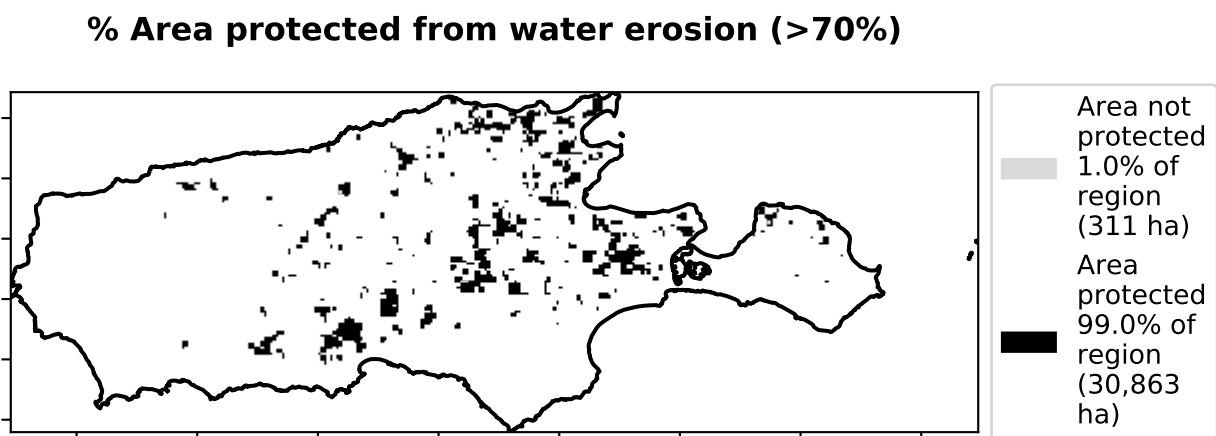 % Area protected from water erosion (>70%)
Area not
protected
1.0% of
region
(311 ha)
Area
protected
99.0% of
region
(30,863
ha)